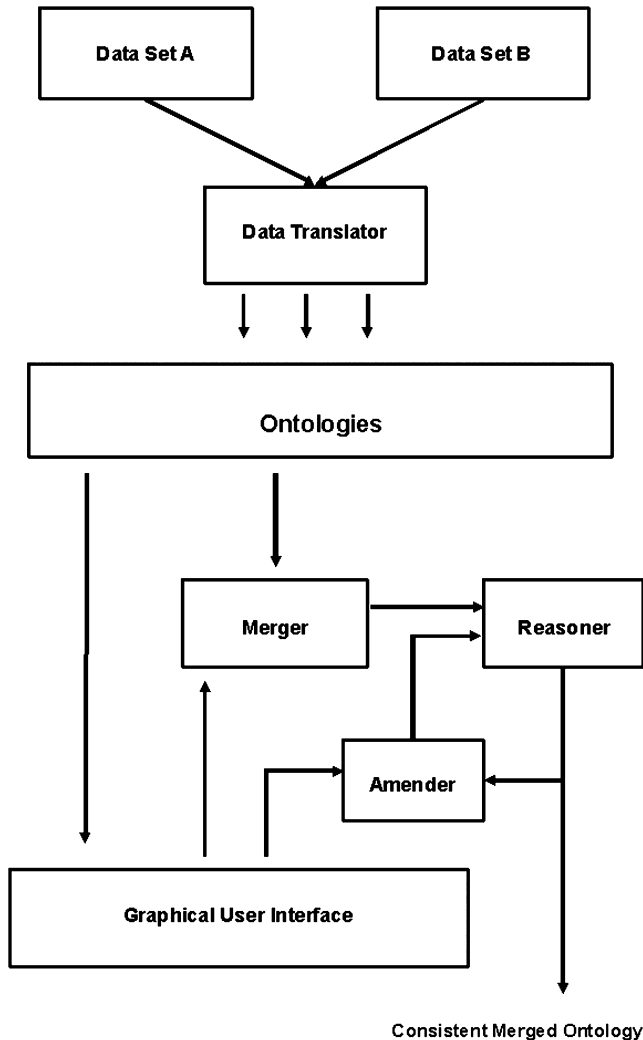 Data Set A
Data Set B
Data Translator
Ontologies
Merger
Reasoner
Amender
Graphical User Interface
Consistent Merged Ontology